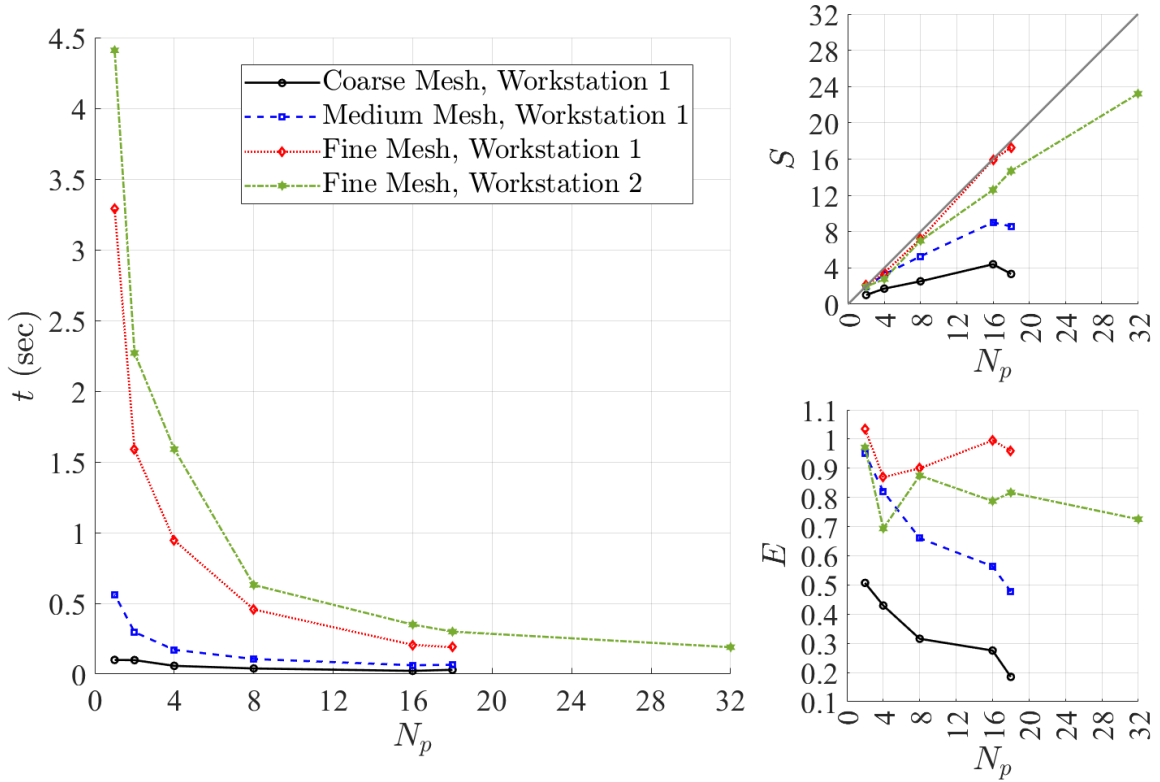 4.5
4
3.5
3
2.5
2
1.5
1
0.5
0
t (sec)
0 4 8 12 16 20 24 28 32
N_p
Coarse Mesh, Workstation 1
Medium Mesh, Workstation 1
Fine Mesh, Workstation 1
Fine Mesh, Workstation 2
32
28
24
20
16
12
8
4
0
S
0 4 8 12 16 20 24 28 32
N_p
1.1
1
0.9
0.8
0.7
0.6
0.5
0.4
0.3
0.2
0.1
E
0 4 8 12 16 20 24 28 32
N_p